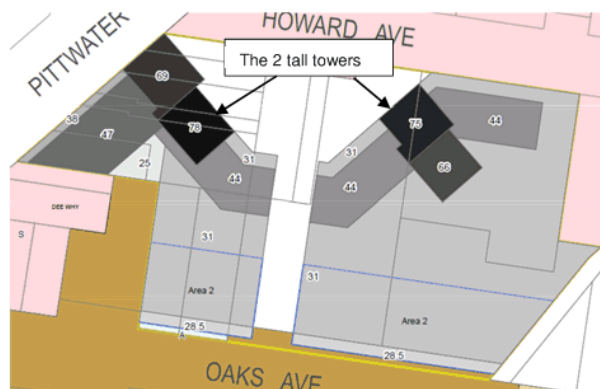 HOWARD AVE
PITTWATER
The 2 tall towers
69
78
75
44
38
47
66
25
31
31
44
44
DEE WHY
S
31
31
Area 2
Area 2
28.5
28.5
OAKS AVE